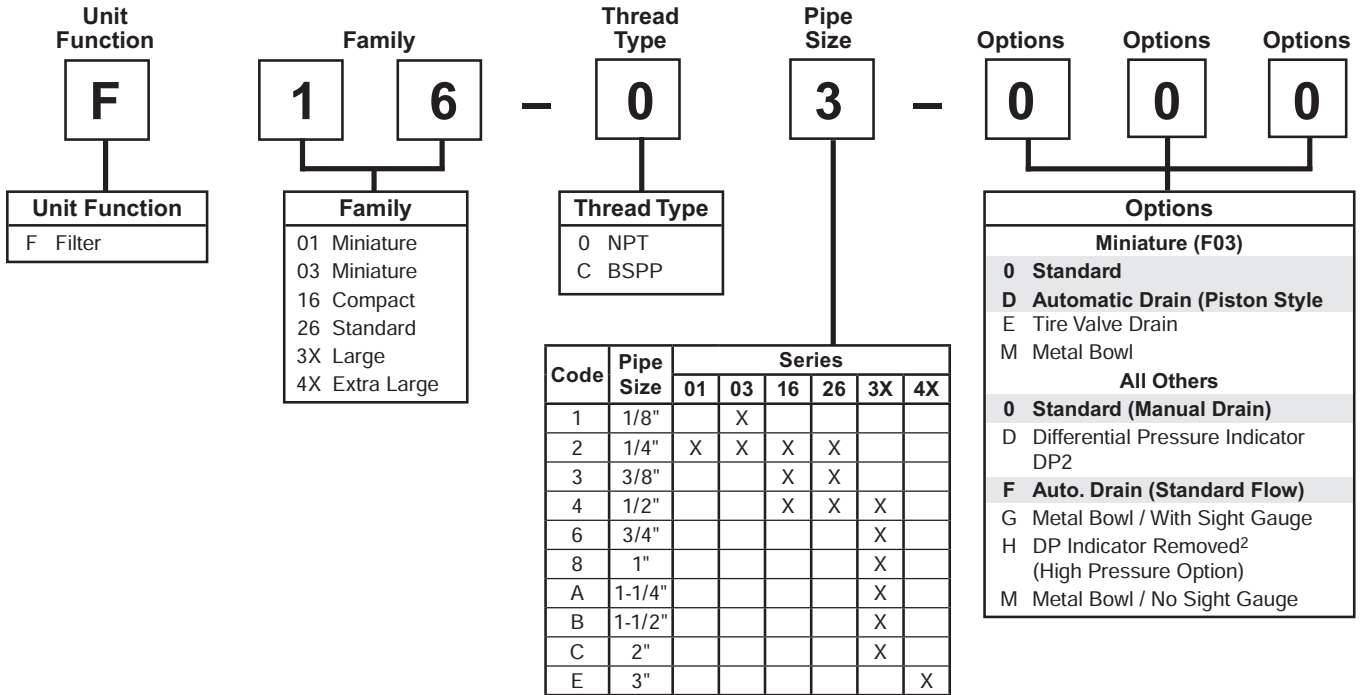 Unit Function
Family
Thread Type
Pipe Size
Options
Options
Options
F
1
6
–
0
3
–
0
0
0
Unit Function
F Filter
Family
01 Miniature
03 Miniature
16 Compact
26 Standard
3X Large
4X Extra Large
Thread Type
0 NPT
C BSPP
Code Pipe Size Series
01 03 16 26 3X 4X
1 1/8" X
2 1/4" X X X X
3 3/8" X X
4 1/2" X X X
6 3/4" X
8 1" X
A 1-1/4" X
B 1-1/2" X
C 2" X
E 3" X
Options
Miniature (F03)
0 Standard
D Automatic Drain (Piston Style
E Tire Valve Drain
M Metal Bowl
All Others
0 Standard (Manual Drain)
D Differential Pressure Indicator
DP2
F Auto. Drain (Standard Flow)
G Metal Bowl / With Sight Gauge
H DP Indicator Removed2
(High Pressure Option)
M Metal Bowl / No Sight Gauge